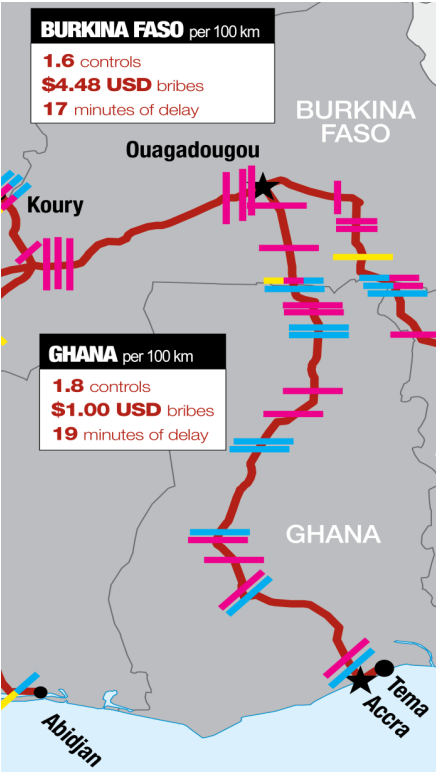 BURKINA FASO per 100 km
1.6 controls
$4.48 USD bribes
17 minutes of delay
BURKINA
FASO
Ouagadougou
Koury
GHANA per 100 km
1.8 controls
$1.00 USD bribes
19 minutes of delay
GHANA
Tema
Accra
Abidjan